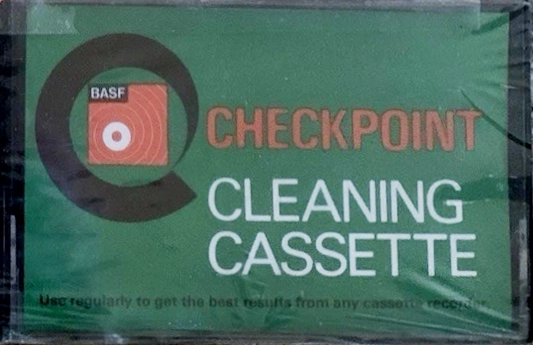 BASF
CHECKPOINT
CLEANING
CASSETTE
Use regularly to get the best results from any cassette recorder.